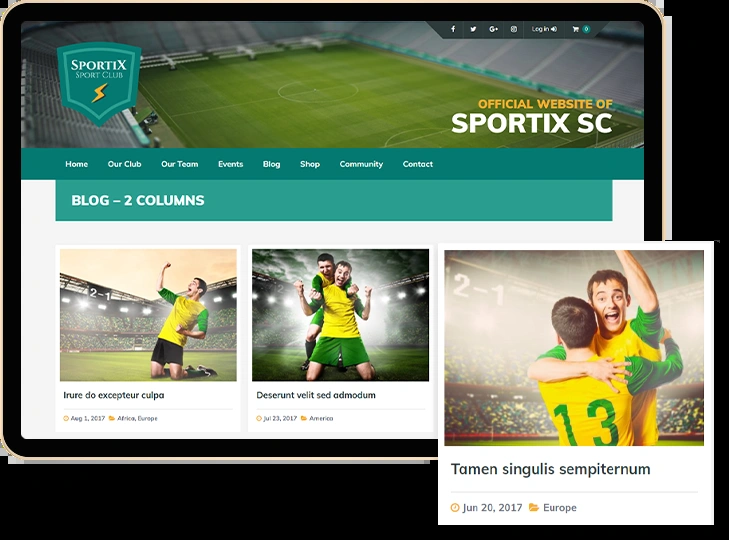 Log in
0
SPORTIX
SPORT CLUB
OFFICIAL WEBSITE OF
SPORTIX SC
Home Our Club Our Team Events Blog Shop Community Contact
BLOG – 2 COLUMNS
2-1
2-1
13
Irure do excepteur culpa
Aug 1, 2017 Africa, Europe
Deserunt velit sed admodum
Jul 23, 2017 America
Tamen singulis sempiternum
Jun 20, 2017 Europe